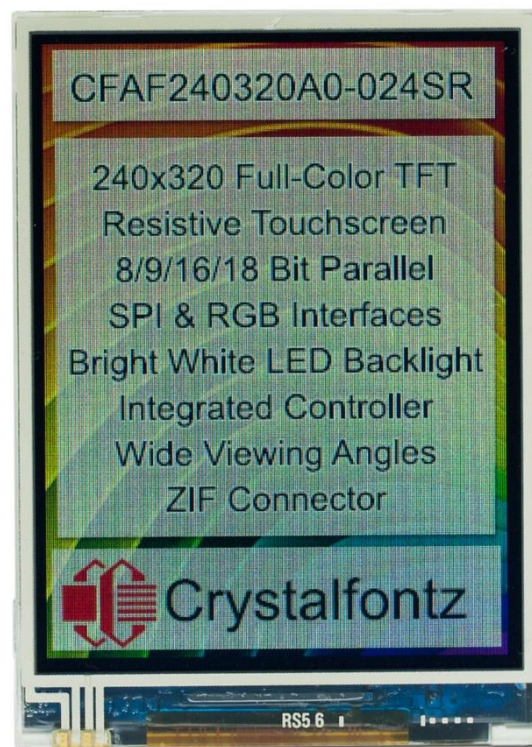 CFAF240320A0-024SR
240x320 Full-Color TFT
Resistive Touchscreen
8/9/16/18 Bit Parallel
SPI & RGB Interfaces
Bright White LED Backlight
Integrated Controller
Wide Viewing Angles
ZIF Connector
Crystalfontz
RS5 6